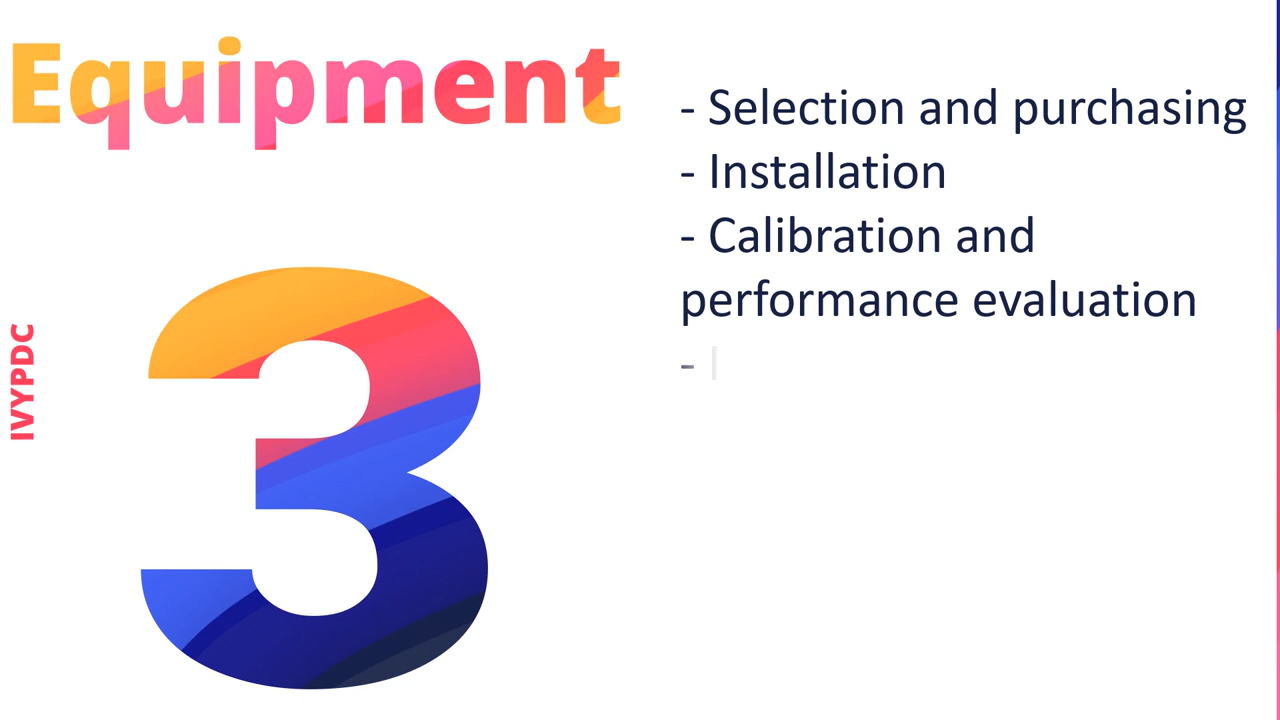 Equipment
- Selection and purchasing
- Installation
- Calibration and
performance evaluation
-
3
IVYPDC